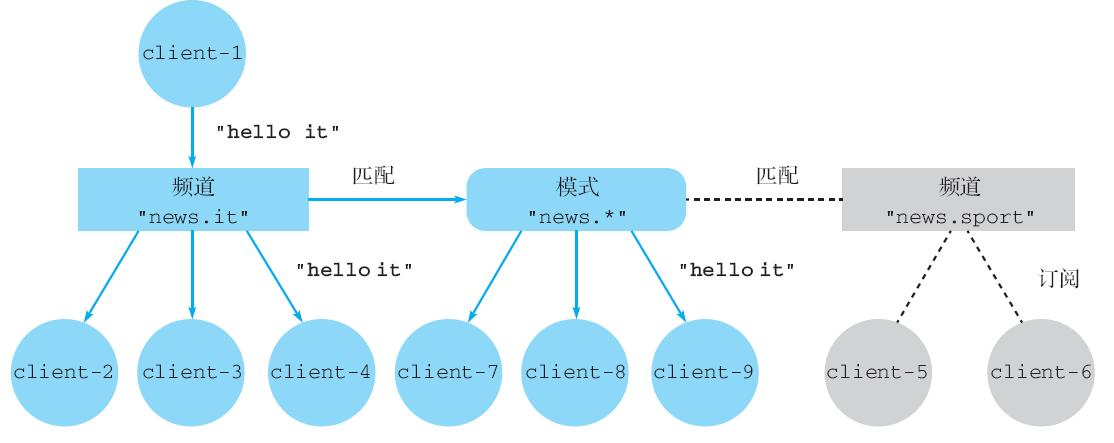 client-1
"hello it"
频道
"news.it"
匹配
模式
"news.*"
匹配
频道
"news.sport"
"hello it"
"hello it"
订阅
client-2
client-3
client-4
client-7
client-8
client-9
client-5
client-6